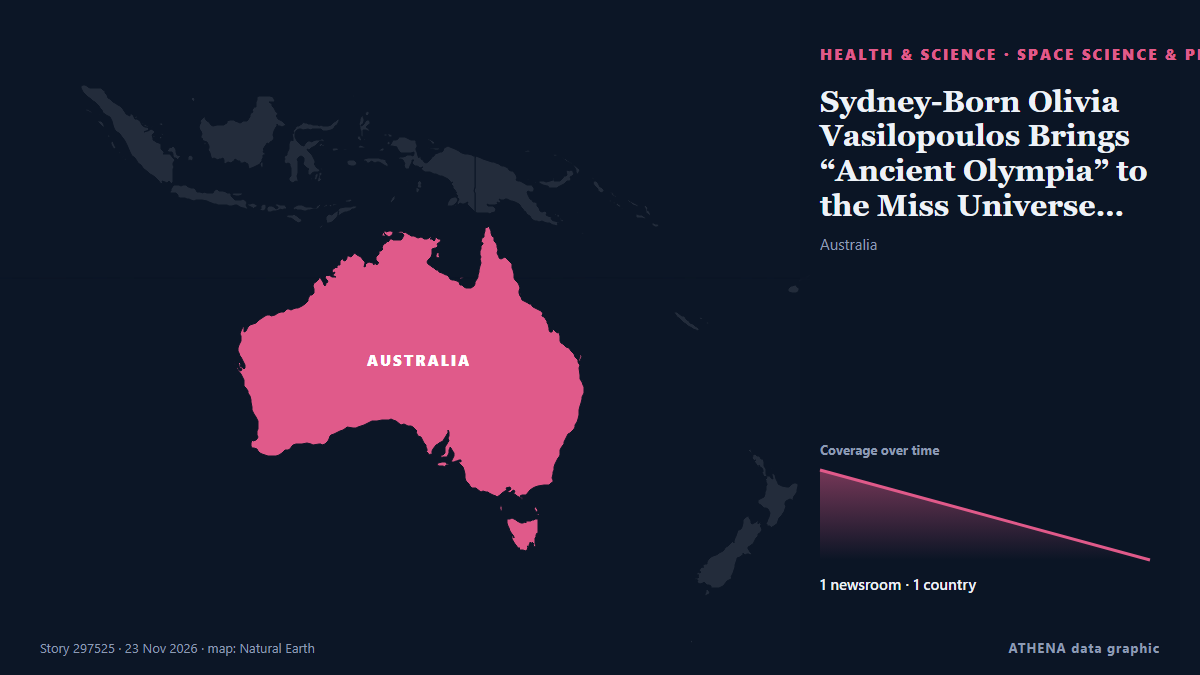 HEALTH & SCIENCE · SPACE SCIENCE &
Sydney-Born Olivia
Vasilopoulos Brings
“Ancient Olympia” to
the Miss Universe...
Australia
AUSTRALIA
Coverage over time
1 newsroom · 1 country
Story 297525 · 23 Nov 2026 · map: Natural Earth
ATHENA data graphic